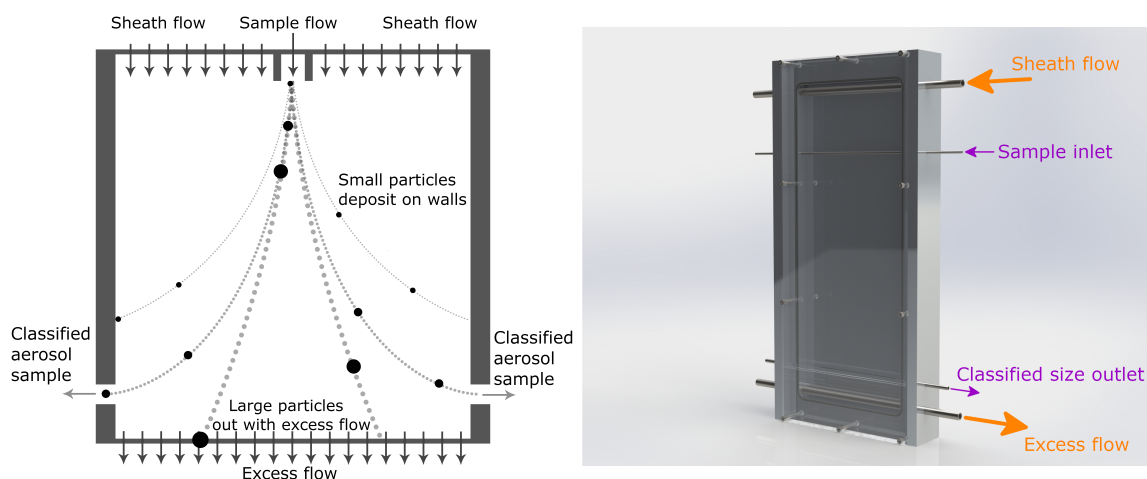 Sheath flow
Sample flow
Sheath flow
Small particles
deposit on walls
Classified
aerosol
sample
Classified
aerosol
sample
Large particles
out with excess flow
Excess flow
Sheath flow
Sample inlet
Classified size outlet
Excess flow